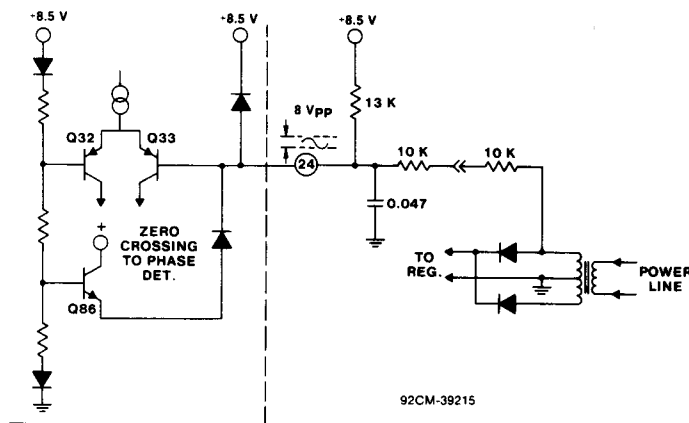 +8.5 V
+8.5 V
+8.5 V
8 VPP
13 K
Q32
Q33
24
10 K
10 K
0.047
+
ZERO
CROSSING
TO PHASE
DET.
Q86
TO
REG.
POWER
LINE
92CM-39215